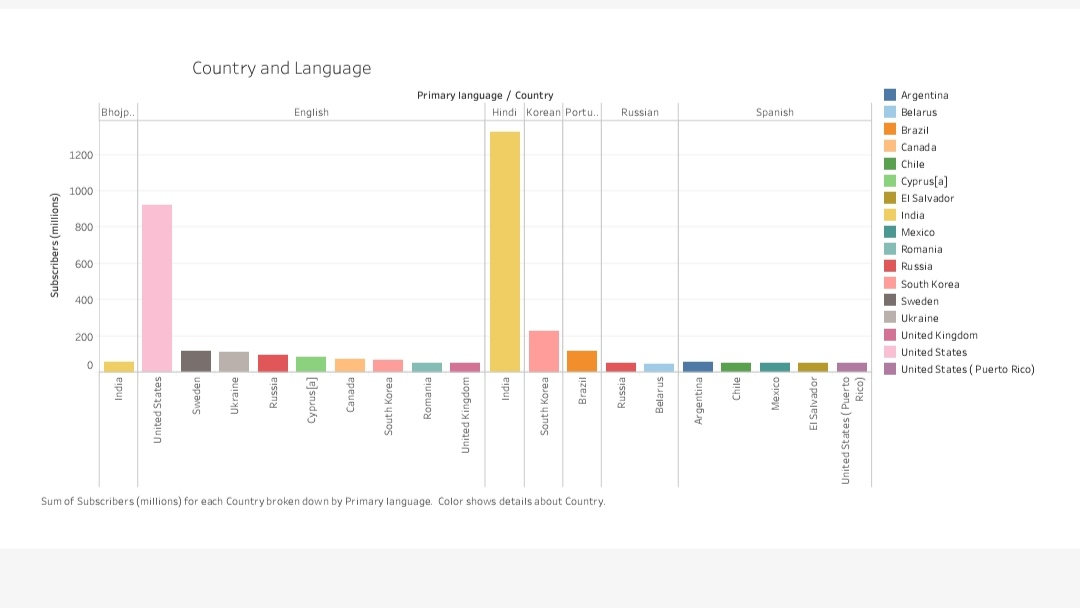 Country and Language
Primary language / Country
Bhojp.. English Hindi Korean Portu.. Russian Spanish
Subscribers (millions)
1200
1000
800
600
400
200
0
India
United States
Sweden
Ukraine
Russia
Cyprus[a]
Canada
South Korea
Romania
United Kingdom
India
South Korea
Brazil
Russia
Belarus
Argentina
Chile
Mexico
El Salvador
United States ( Puerto
Rico)
Argentina
Belarus
Brazil
Canada
Chile
Cyprus[a]
El Salvador
India
Mexico
Romania
Russia
South Korea
Sweden
Ukraine
United Kingdom
United States
United States ( Puerto Rico)
Sum of Subscribers (millions) for each Country broken down by Primary language. Color shows details about Country.